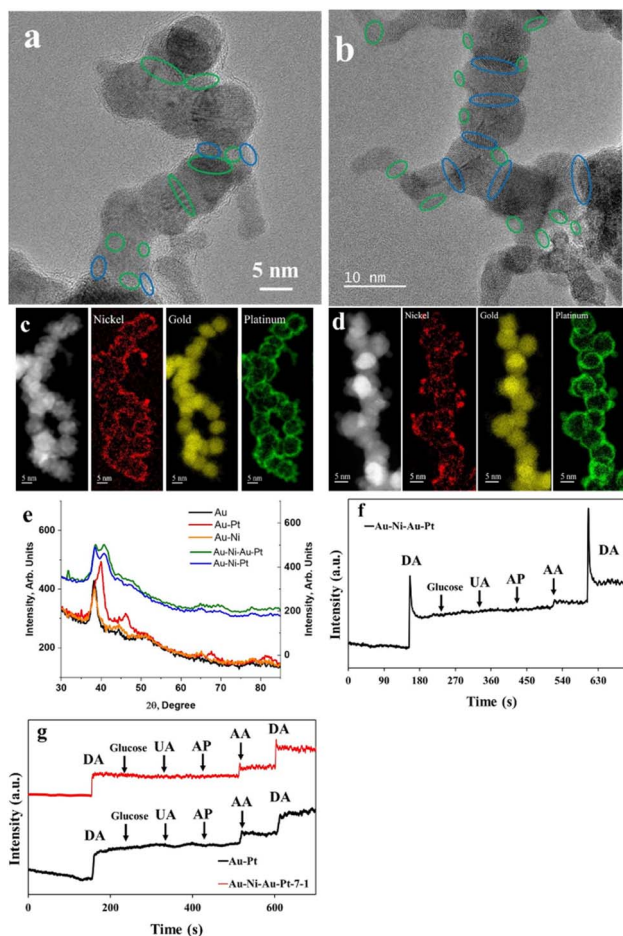 a
b
5 nm
10 nm
c
Nickel
Gold
Platinum
5 nm
5 nm
5 nm
5 nm
d
Nickel
Gold
Platinum
5 nm
5 nm
5 nm
5 nm
e
600
500
400
300
200
Intensity, Arb. Units
Au
Au-Pt
Au-Ni
Au-Ni-Au-Pt
Au-Ni-Pt
600
500
400
300
200
100
0
Intensity, Arb. Units
30 40 50 60 70 80
2θ, Degree
f
Au-Ni-Au-Pt
Intensity (a.u.)
DA
Glucose
UA
AP
AA
DA
0 90 180 270 360 450 540 630
Time (s)
g
Intensity (a.u.)
DA
Glucose
UA
AP
AA
DA
DA
Glucose
UA
AP
AA
DA
Au-Pt
Au-Ni-Au-Pt-7-1
0 200 400 600
Time (s)